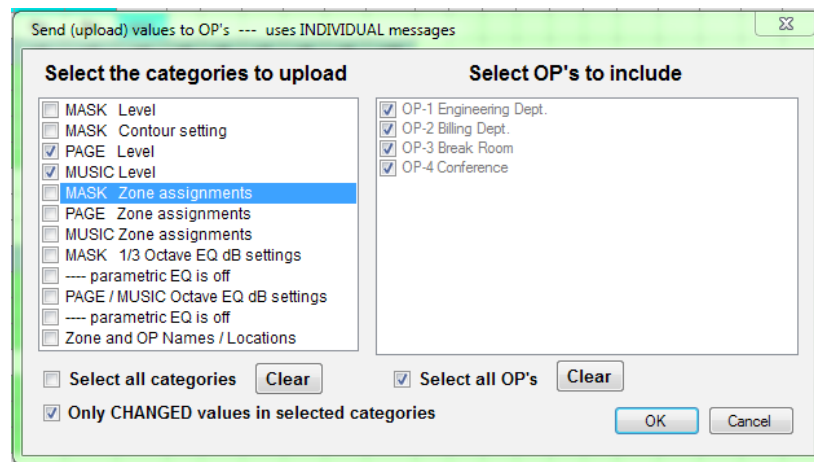 Send (upload) values to OP's --- uses INDIVIDUAL messages
Select the categories to upload
Select OP's to include
MASK Level
MASK Contour setting
PAGE Level
MUSIC Level
MASK Zone assignments
PAGE Zone assignments
MUSIC Zone assignments
MASK 1/3 Octave EQ dB settings
---- parametric EQ is off
PAGE / MUSIC Octave EQ dB settings
---- parametric EQ is off
Zone and OP Names / Locations
OP-1 Engineering Dept.
OP-2 Billing Dept.
OP-3 Break Room
OP-4 Conference
Select all categories Clear
Select all OP's Clear
Only CHANGED values in selected categories
OK Cancel